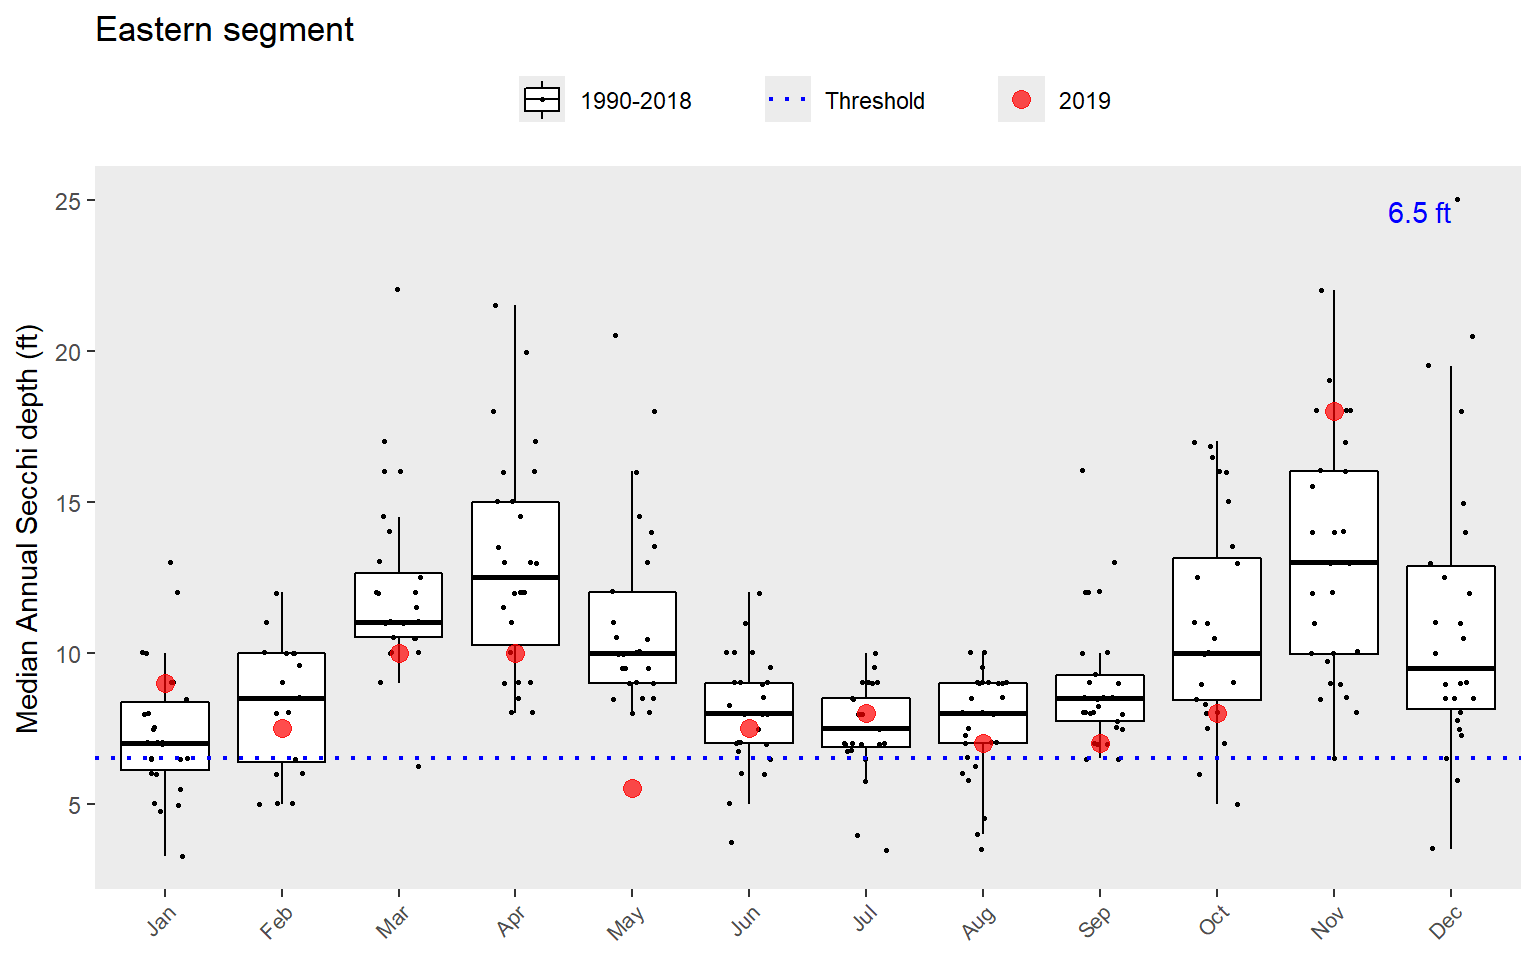 Eastern segment
1990-2018
Threshold
2019
Median Annual Secchi depth (ft)
25
20
15
10
5
6.5 ft
Jan
Feb
Mar
Apr
May
Jun
Jul
Aug
Sep
Oct
Nov
Dec